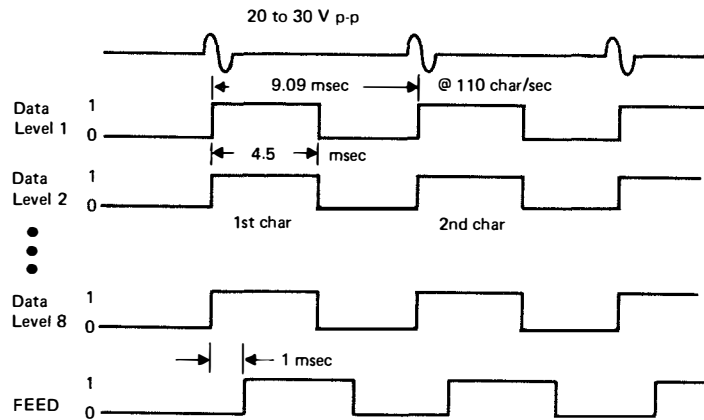 20 to 30 V p-p
9.09 msec @ 110 char/sec
Data Level 1
1
0
4.5 msec
Data Level 2
1
0
1st char 2nd char
Data Level 8
1
0
1 msec
FEED
1
0